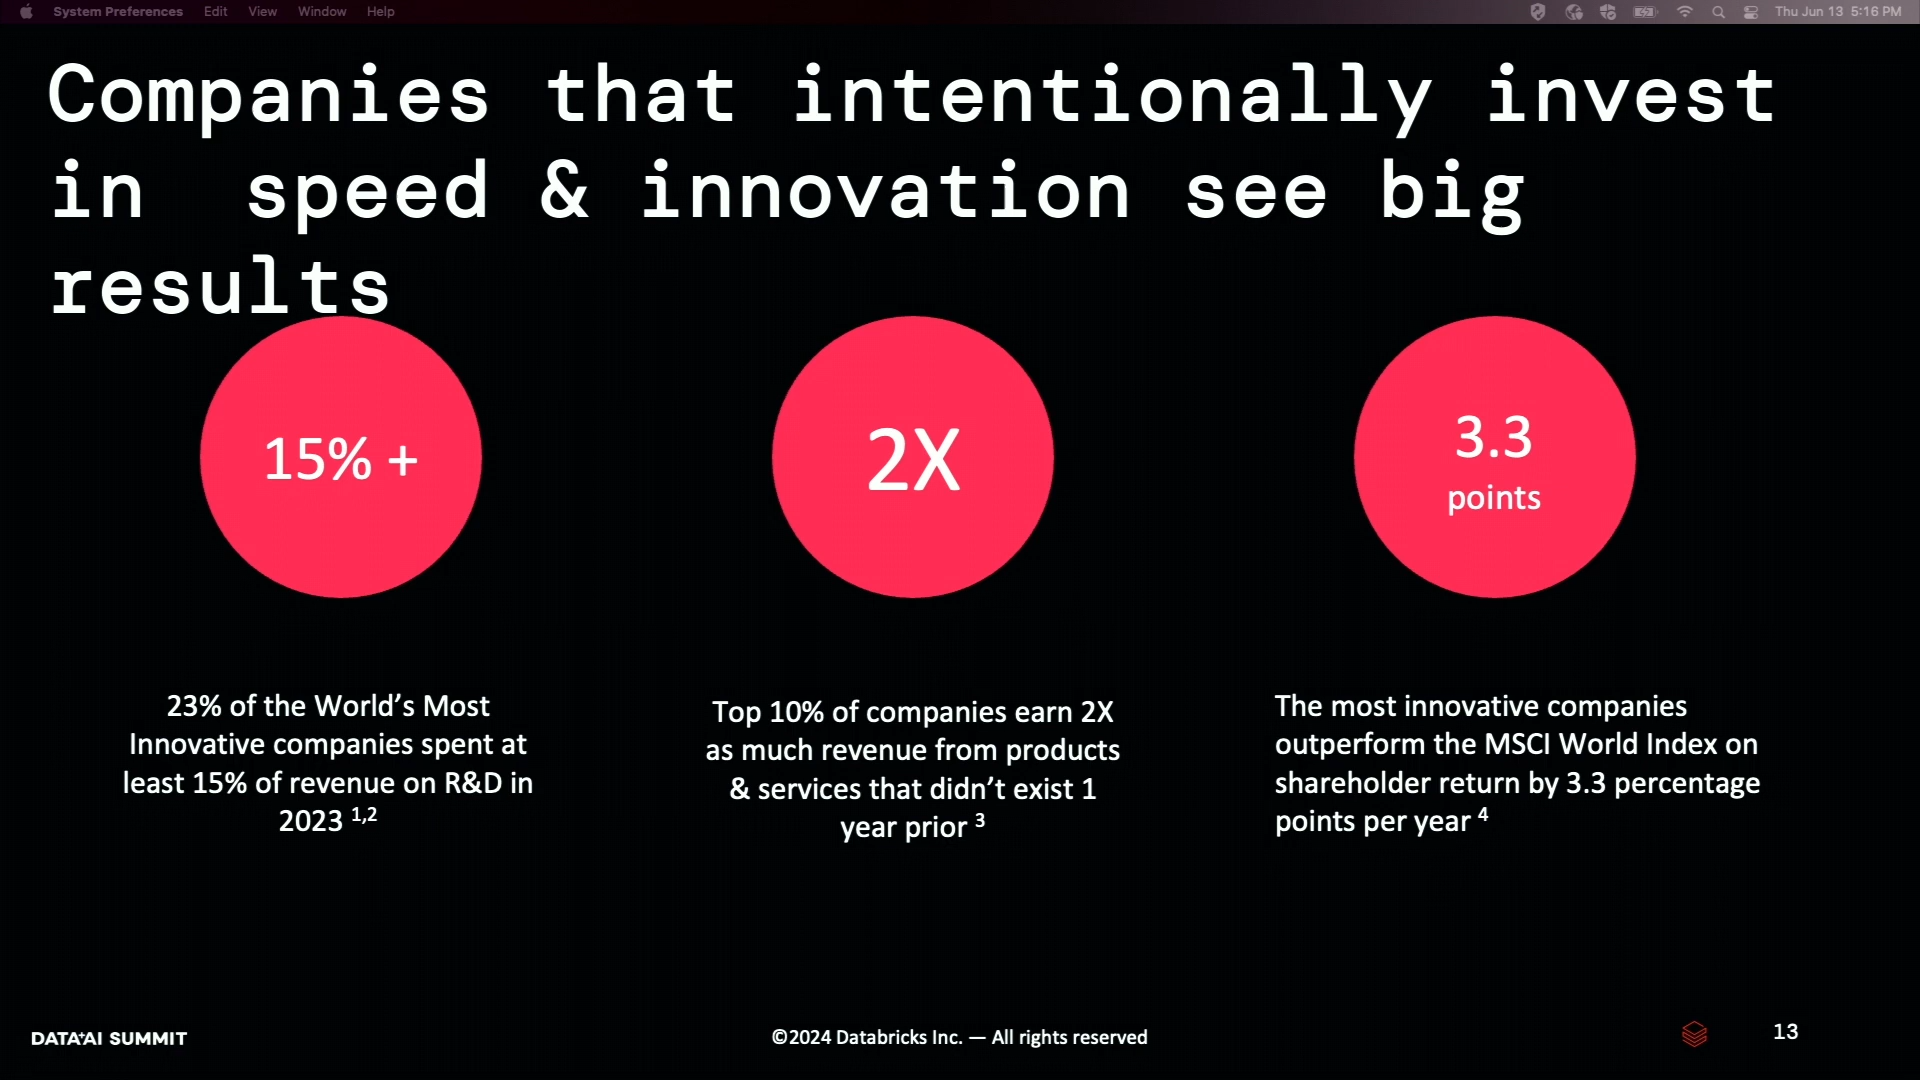 System Preferences Edit View Window Help
Thu Jun 13 5:16 PM
Companies that intentionally invest
in speed & innovation see big
results
15% +
2X
3.3
points
23% of the World’s Most
Innovative companies spent at
least 15% of revenue on R&D in
2023 1,2
Top 10% of companies earn 2X
as much revenue from products
& services that didn’t exist 1
year prior 3
The most innovative companies
outperform the MSCI World Index on
shareholder return by 3.3 percentage
points per year 4
DATA+AI SUMMIT
©2024 Databricks Inc. — All rights reserved
13